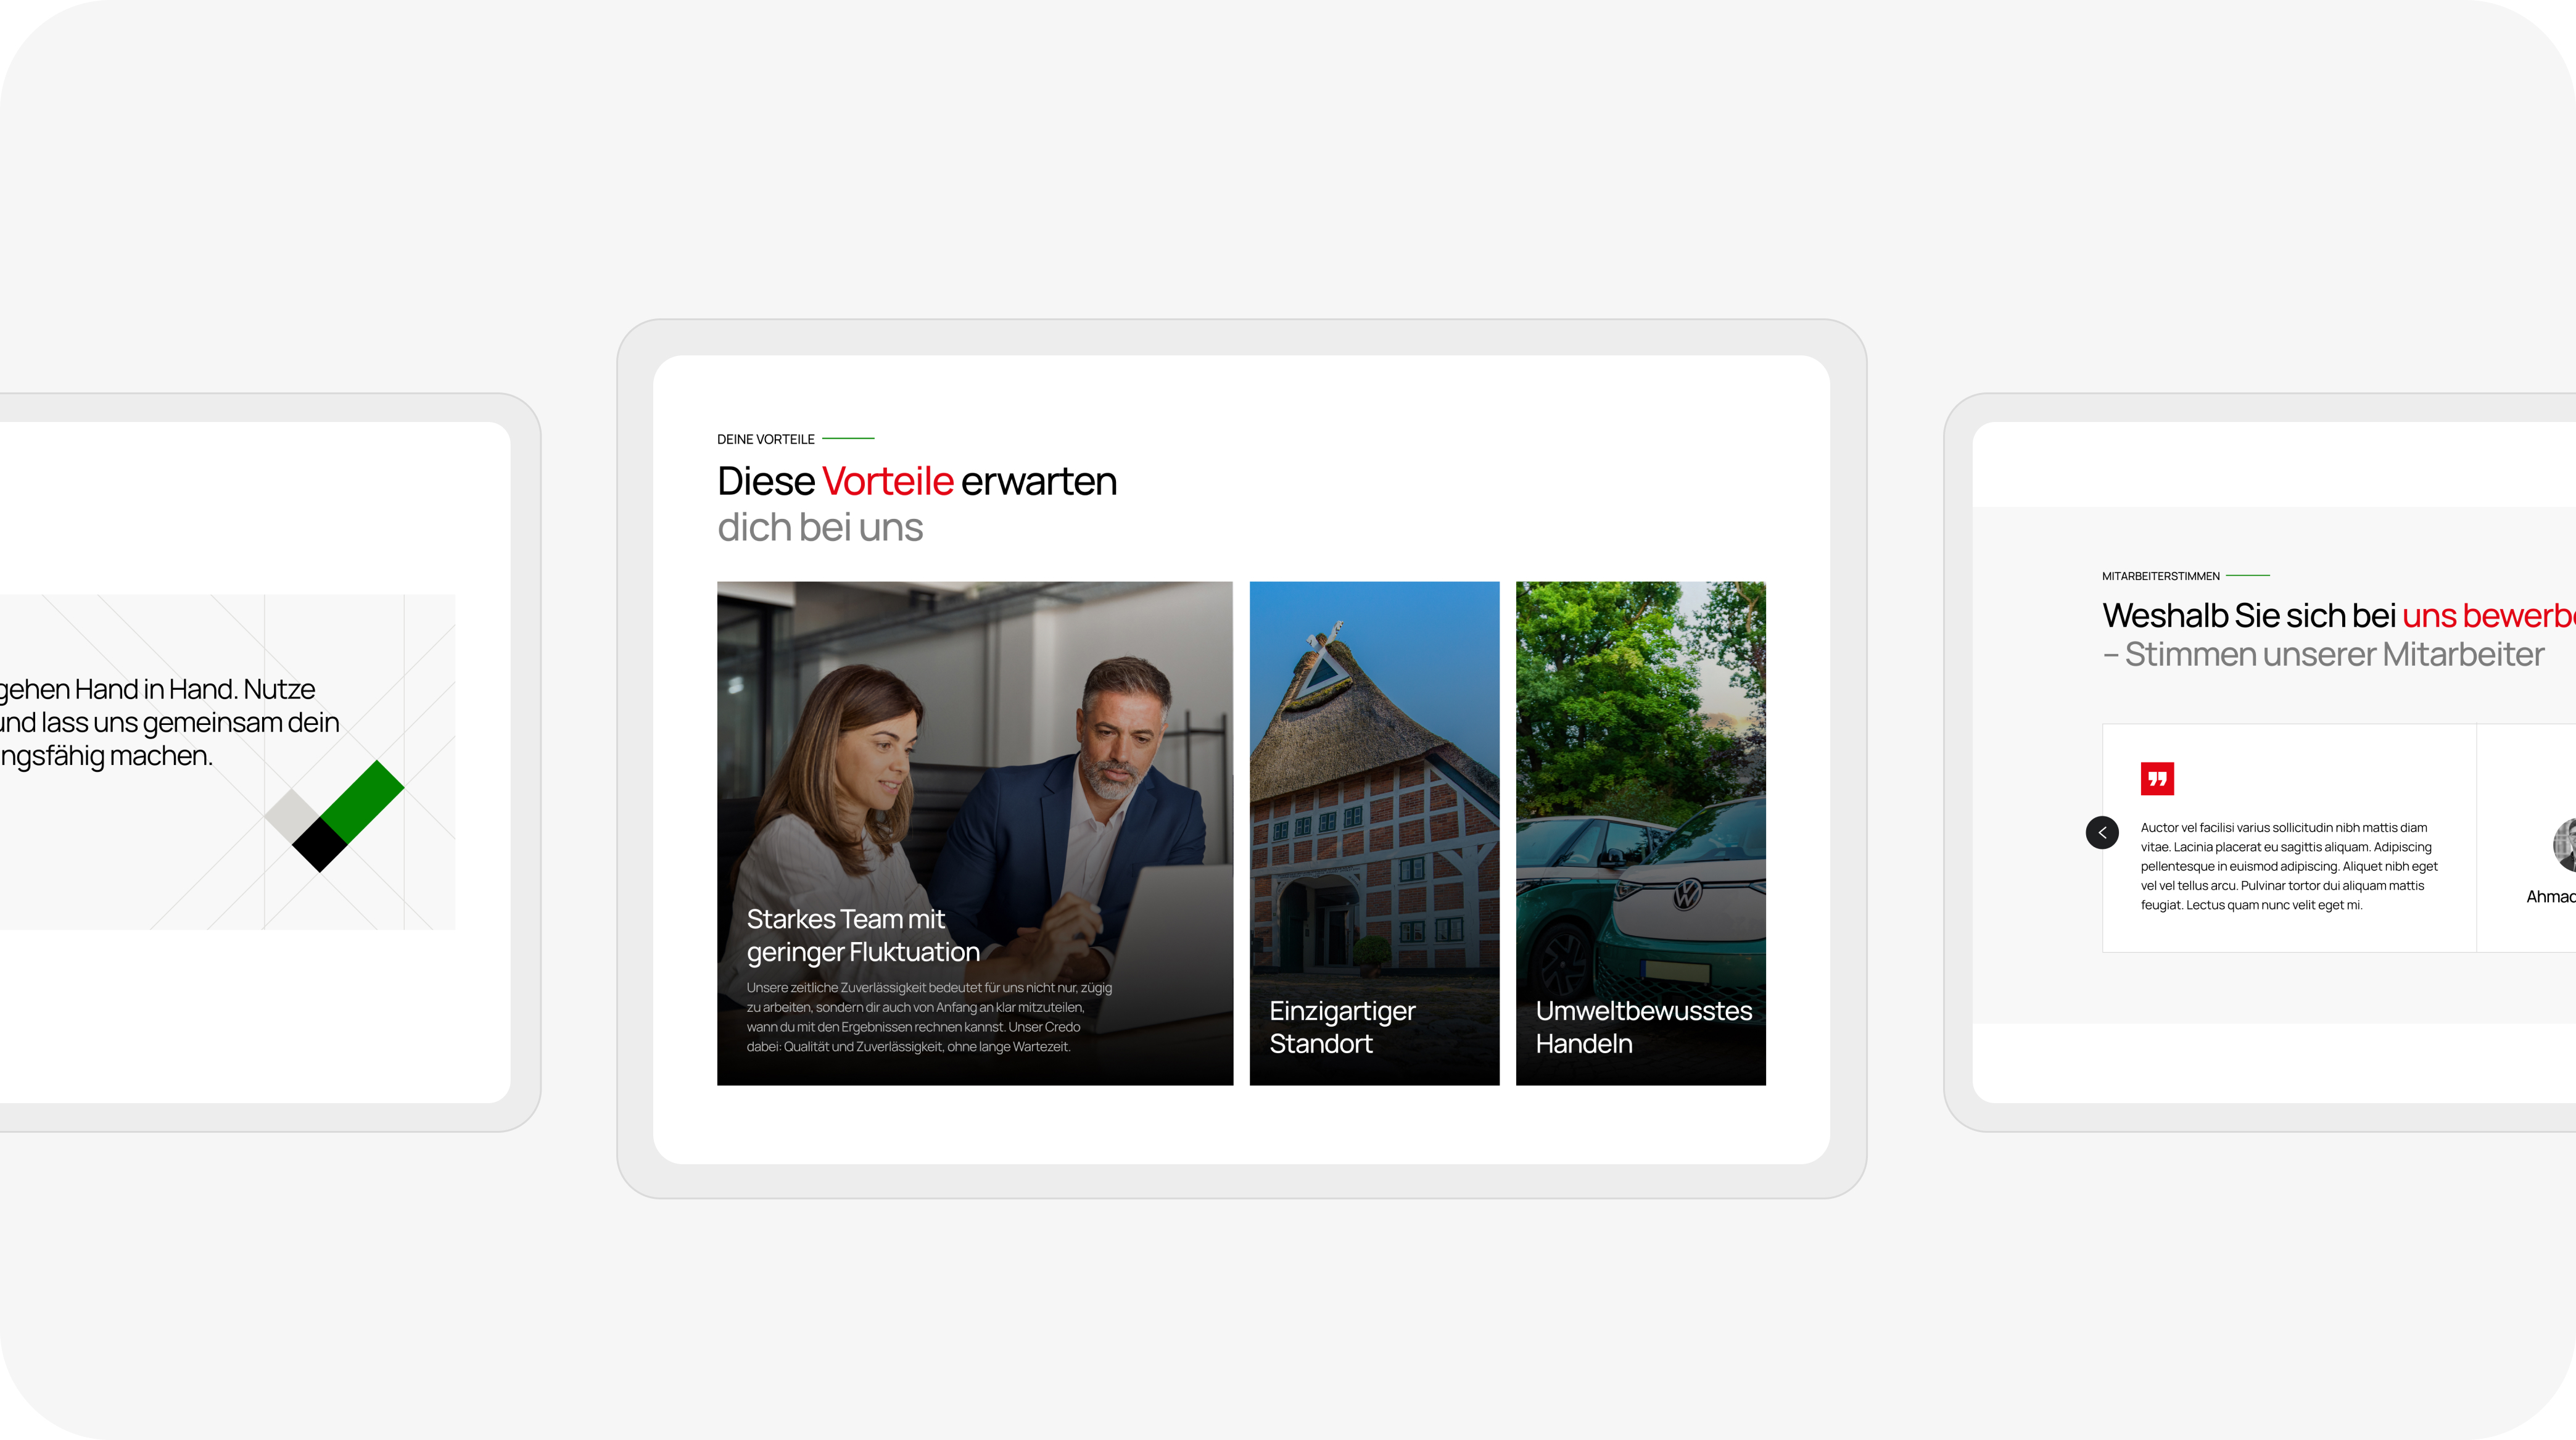 gehen Hand in Hand. Nutze
und lass uns gemeinsam dein
ngsfähig machen.
DEINE VORTEILE
Diese Vorteile erwarten
dich bei uns
Starkes Team mit
geringer Fluktuation
Unsere zeitliche Zuverlässigkeit bedeutet für uns nicht nur, zügig
zu arbeiten, sondern dir auch von Anfang an klar mitzuteilen,
wann du mit den Ergebnissen rechnen kannst. Unser Credo
dabei: Qualität und Zuverlässigkeit, ohne lange Wartezeit.
Einzigartiger
Standort
Umweltbewusstes
Handeln
MITARBEITERSTIMMEN
Weshalb Sie sich bei uns bewerbe
– Stimmen unserer Mitarbeiter
Auctor vel facilisi varius sollicitudin nibh mattis diam
vitae. Lacinia placerat eu sagittis aliquam. Adipiscing
pellentesque in euismod adipiscing. Aliquet nibh eget
vel vel tellus arcu. Pulvinar tortor dui aliquam mattis
feugiat. Lectus quam nunc velit eget mi.
Ahmad